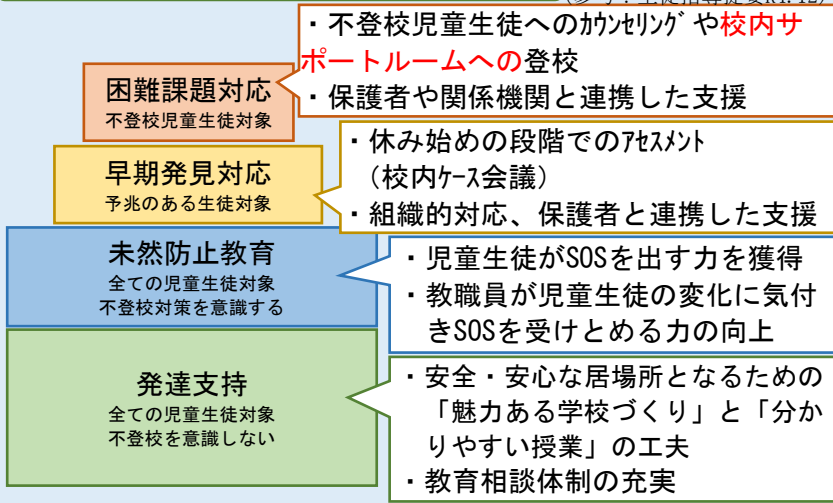 (参考：生徒指導提要R4.12)
・不登校児童生徒へのｶｳﾝｾﾘﾝｸﾞや校内サ
ポートルームへの登校
・保護者や関係機関と連携した支援
困難課題対応
不登校児童生徒対象
・休み始めの段階でのｱｾｽﾒﾝﾄ
（校内ｹｰｽ会議）
・組織的対応、保護者と連携した支援
早期発見対応
予兆のある生徒対象
未然防止教育
全ての児童生徒対象
不登校対策を意識する
・児童生徒がSOSを出す力を獲得
・教職員が児童生徒の変化に気付
きSOSを受けとめる力の向上
発達支持
全ての児童生徒対象
不登校を意識しない
・安全・安心な居場所となるための
「魅力ある学校づくり」と「分か
りやすい授業」の工夫
・教育相談体制の充実